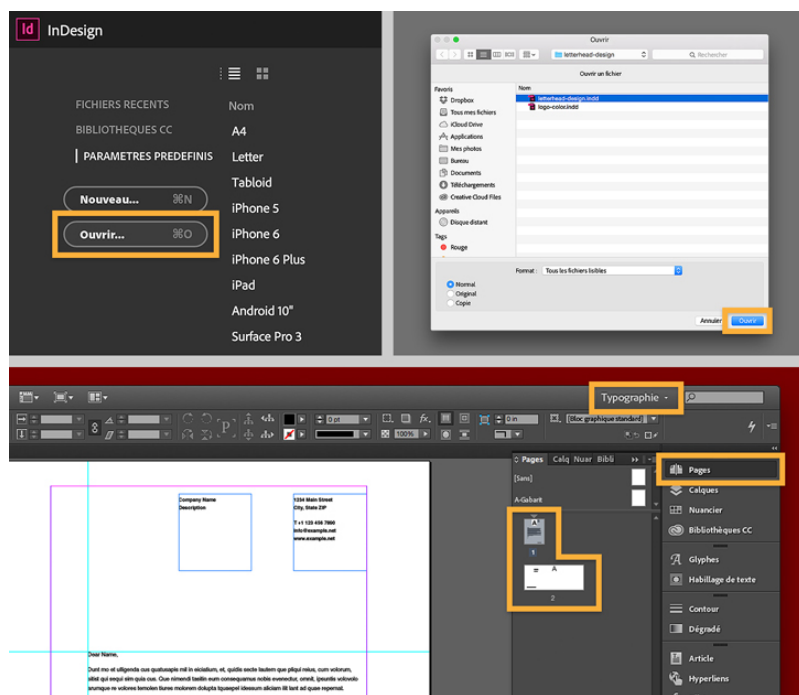 Id InDesign
FICHIERS RECENTS
BIBLIOTHEQUES CC
PARAMETRES PREDEFINIS
Nouveau... ⌘N
Ouvrir... ⌘O
Nom
A4
Letter
Tabloid
iPhone 5
iPhone 6
iPhone 6 Plus
iPad
Android 10"
Surface Pro 3
Ouvrir
letterhead-design
Rechercher
Ouvrir un fichier
Favoris
Dropbox
Tous mes fichiers
iCloud Drive
Applications
Mes photos
Bureau
Documents
Téléchargements
Creative Cloud Files
Appareils
Disque distant
Tags
Rouge
Nom
letterhead-design.indd
logo-color.indd
Format : Tous les fichiers lisibles
Normal
Original
Copie
Annuler Ouvrir
Typographie
0 pt
100%
0 in
[Bloc graphique standard]
Company Name
Description
1234 Main Street
City, State ZIP
T +1 123 456 7890
info@example.net
www.example.net
Dear Name,
Pages Calq Nuar Bibli
[Sans]
A-Gabarit
A
1
A
2
Pages
Calques
Nuancier
Bibliothèques CC
Glyphes
Habillage de texte
Contour
Dégradé
Article
Hyperliens